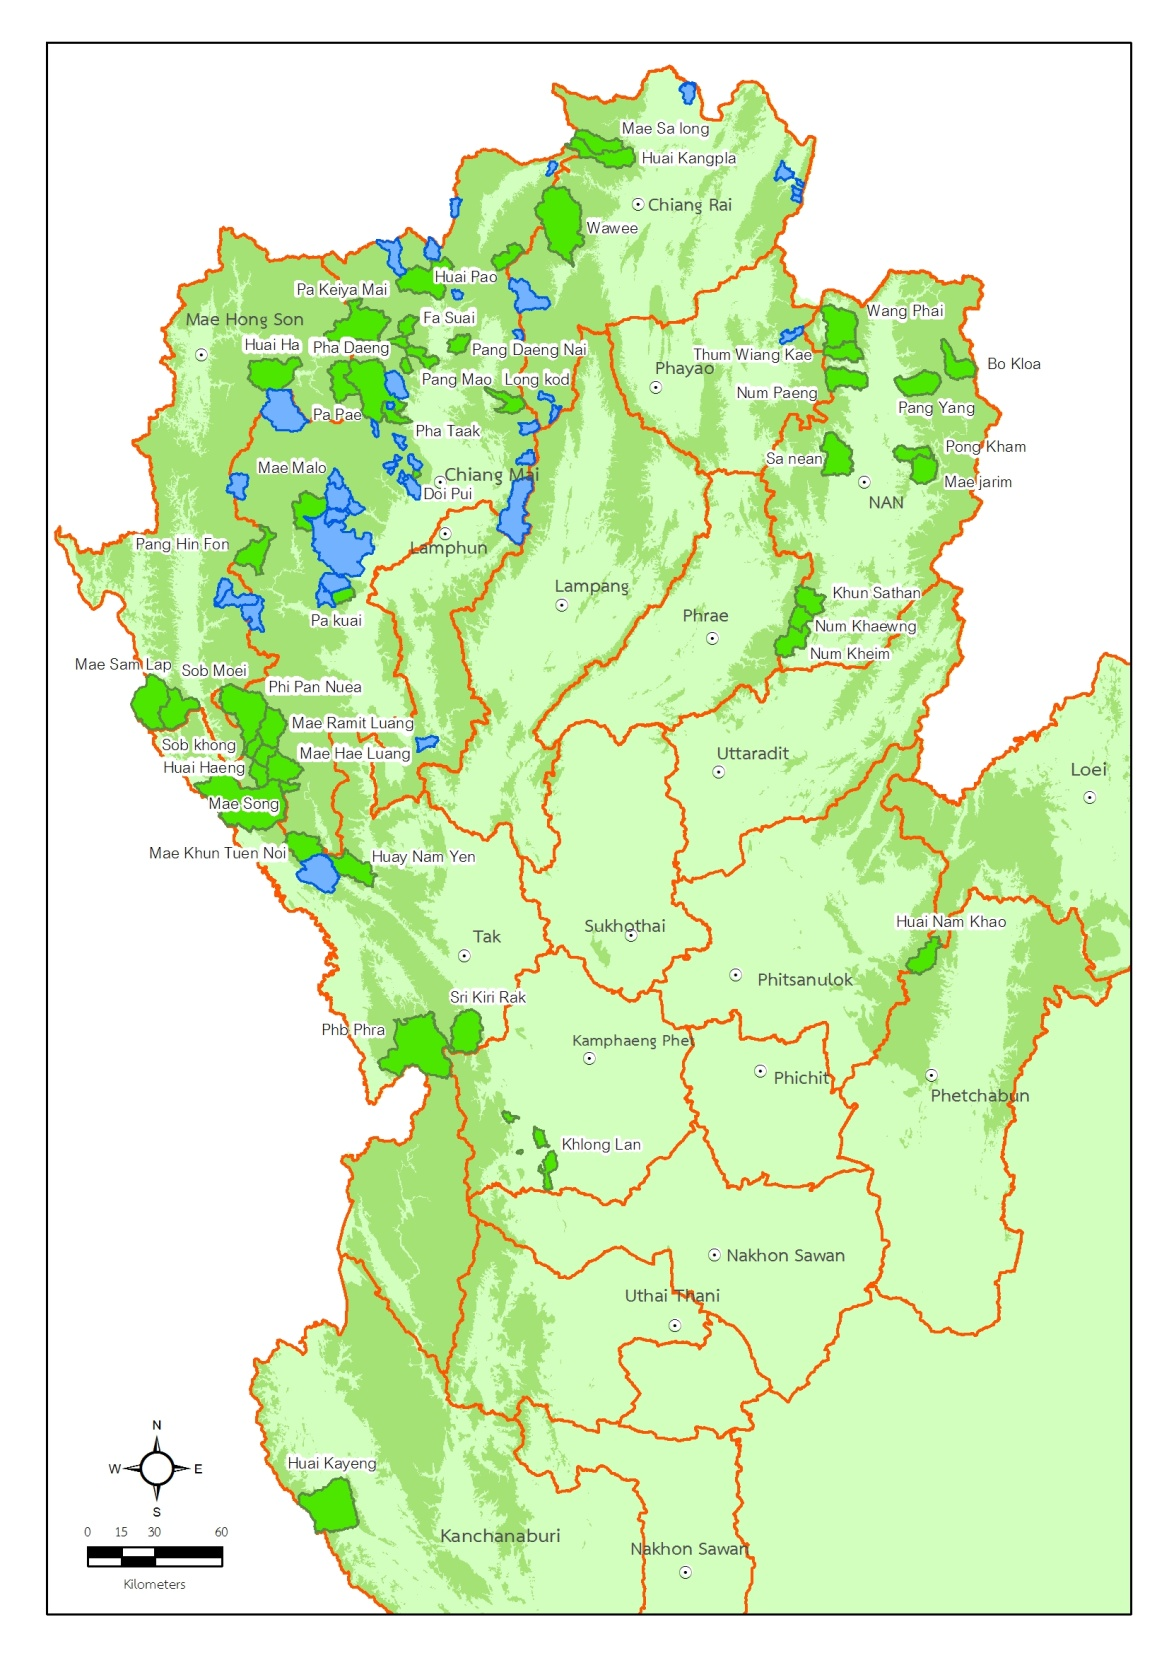 Mae Sa long
Huai Kangpla
Chiang Rai
Wawee
Huai Pao
Pa Keiya Mai
Mae Hong Son
Fa Suai
Wang Phai
Huai Ha
Pha Daeng
Pang Daeng Nai
Thum Wiang Kae
Bo Kloa
Phayao
Pang Mao
Long kod
Num Paeng
Pang Yang
Pa Pae
Pha Taak
Pong Kham
Sa nean
Mae Malo
Chiang Mai
Mae jarim
Doi Pui
NAN
Pang Hin Fon
Lamphun
Lampang
Khun Sathan
Phrae
Pa kuai
Num Khaewng
Num Kheim
Mae Sam Lap
Sob Moei
Phi Pan Nuea
Mae Ramit Luang
Sob khong
Mae Hae Luang
Uttaradit
Huai Haeng
Loei
Mae Song
Mae Khun Tuen Noi
Huay Nam Yen
Huai Nam Khao
Sukhothai
Tak
Phitsanulok
Sri Kiri Rak
Phb Phra
Kamphaeng Phet
Phichit
Phetchabun
Khlong Lan
Nakhon Sawan
Uthai Thani
N
W E
S
Huai Kayeng
0 15 30 60
Kilometers
Kanchanaburi
Nakhon Sawan